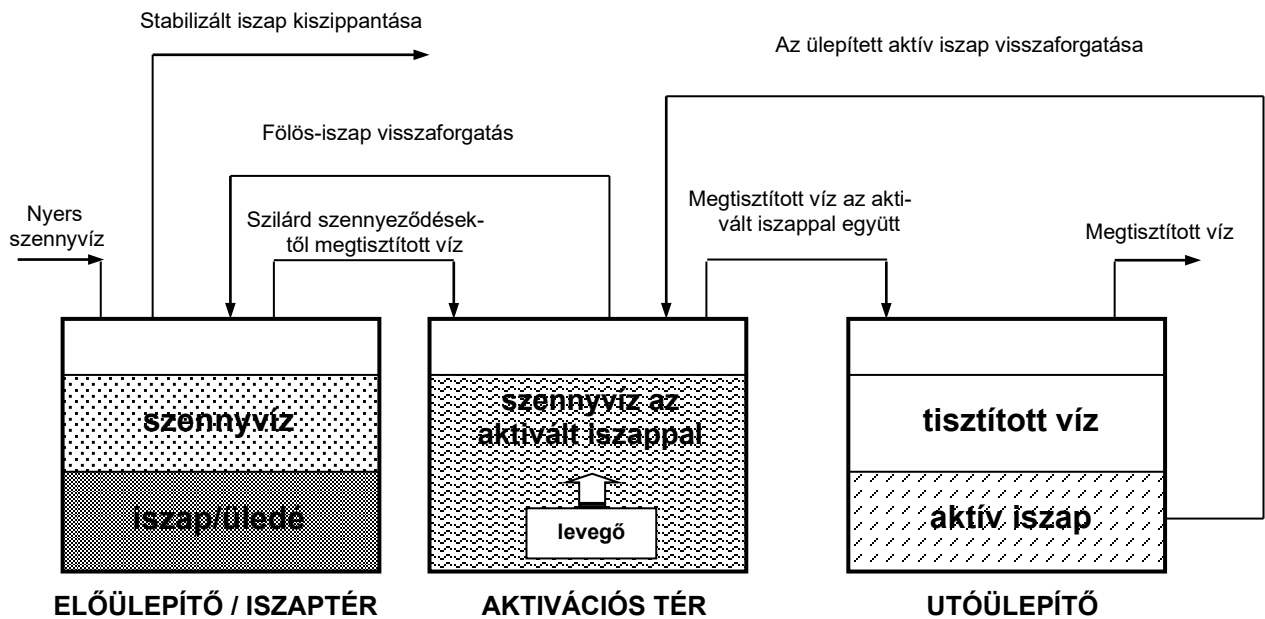 Stabilizált iszap kiszippantása
Az ülepített aktív iszap visszaforgatása
Fölös-iszap visszaforgatás
Nyers
szennyvíz
Szilárd szennyeződések-
től megtisztított víz
Megtisztított víz az akti-
vált iszappal együtt
Megtisztított víz
szennyvíz
iszap/üledé
szennyvíz az
aktivált iszappal
levegő
tisztított víz
aktív iszap
ELŐÜLEPÍTŐ / ISZAPTÉR
AKTIVÁCIÓS TÉR
UTÓÜLEPÍTŐ